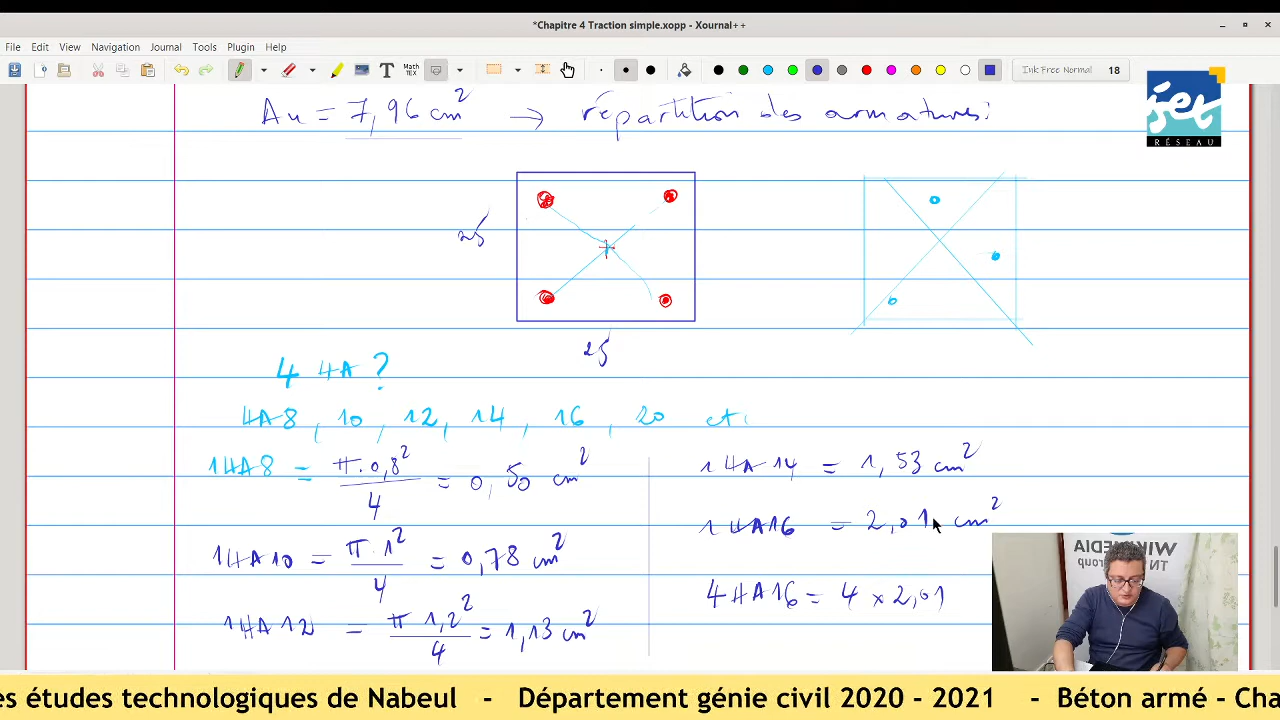 *Chapitre 4 Traction simple.xopp - Xournal++
File Edit View Navigation Journal Tools Plugin Help
T Math TEX Ink Free Normal 18
Au = 7,96 cm² → répartition des armatures:
iset
RÉSEAU
25
25
4 HA ?
HA8 , 10 , 12 , 14 , 16 , 20 etc
1HA8 = π.0,8² / 4 = 0,50 cm²
1HA10 = π.1² / 4 = 0,78 cm²
1HA12 = π 1,2² / 4 = 1,13 cm²
1HA14 = 1,53 cm²
1HA16 = 2,01 cm²
4HA16 = 4 × 2,01
WIKIMEDIA
TN
Group
es études technologiques de Nabeul - Département génie civil 2020 - 2021 - Béton armé - Cha